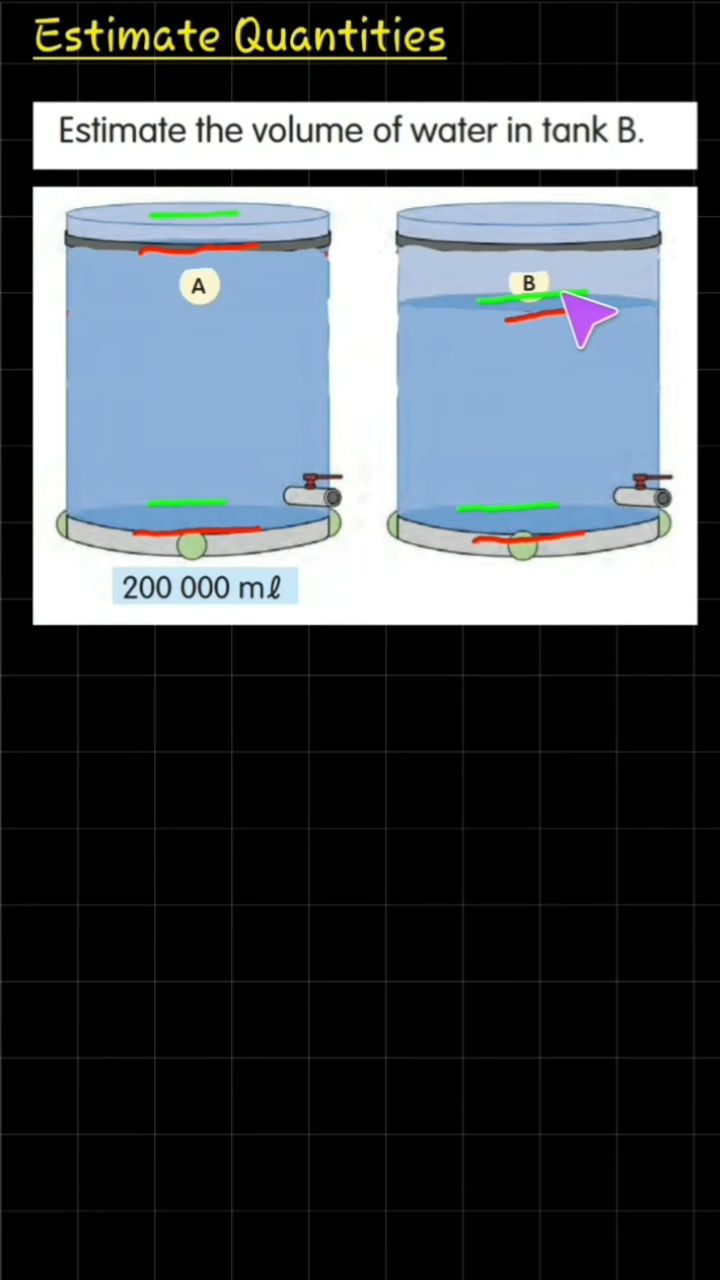 Estimate Quantities
Estimate the volume of water in tank B.
A
B
200 000 mℓ